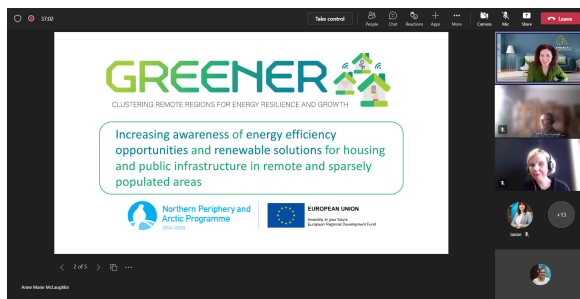 37:02
Take control
People
Chat
Reactions
Apps
More
Camera
Mic
Share
Leave
GREENER
CLUSTERING REMOTE REGIONS FOR ENERGY RESILIENCE AND GROWTH
Increasing awareness of energy efficiency
opportunities and renewable solutions for housing
and public infrastructure in remote and sparsely
populated areas
Northern Periphery and
Arctic Programme
2014–2020
EUROPEAN UNION
Investing in your future
European Regional Development Fund
2 of 5
Anne Marie McLaughlin
Janire
+13